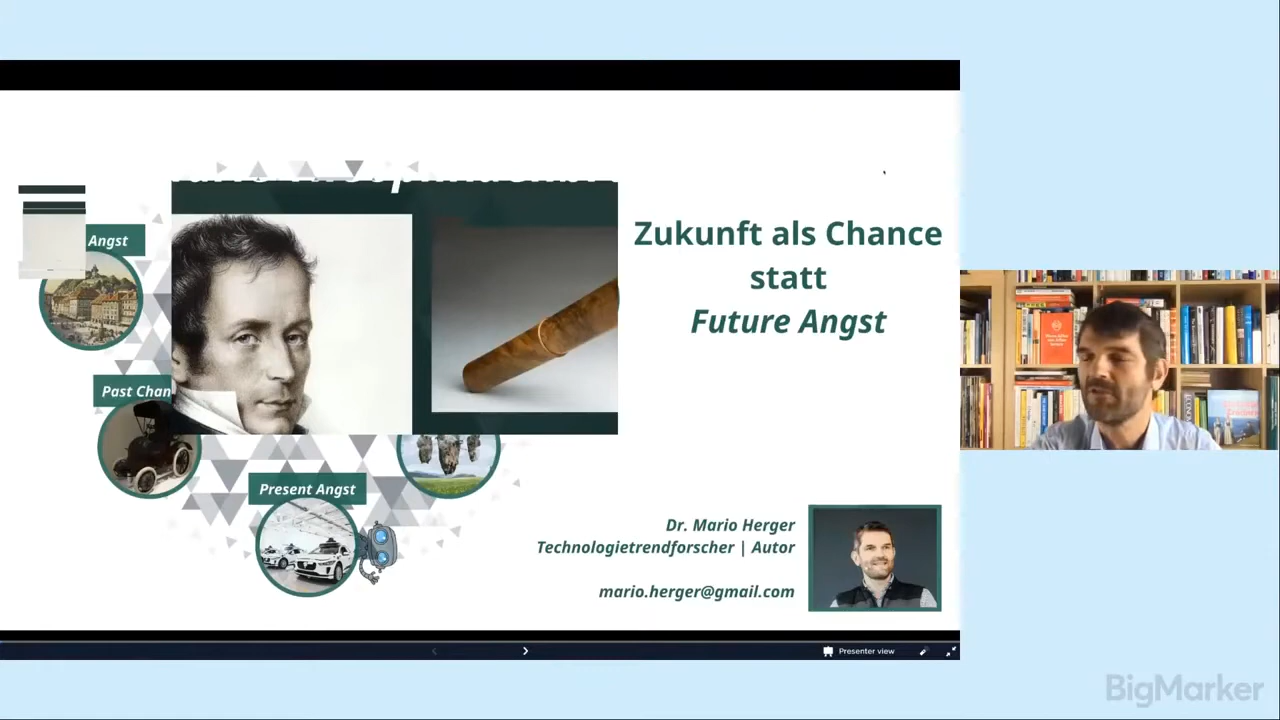 Angst
Past Chan
Present Angst
Zukunft als Chance
statt
Future Angst
Dr. Mario Herger
Technologietrendforscher | Autor
mario.herger@gmail.com
Presenter view
BigMarker